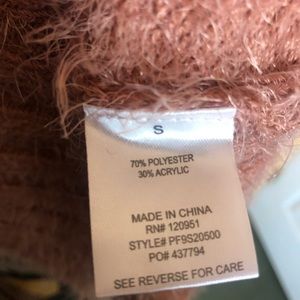 S
70% POLYESTER
30% ACRYLIC
MADE IN CHINA
RN# 120951
STYLE# PF9S20500
PO# 437794
SEE REVERSE FOR CARE